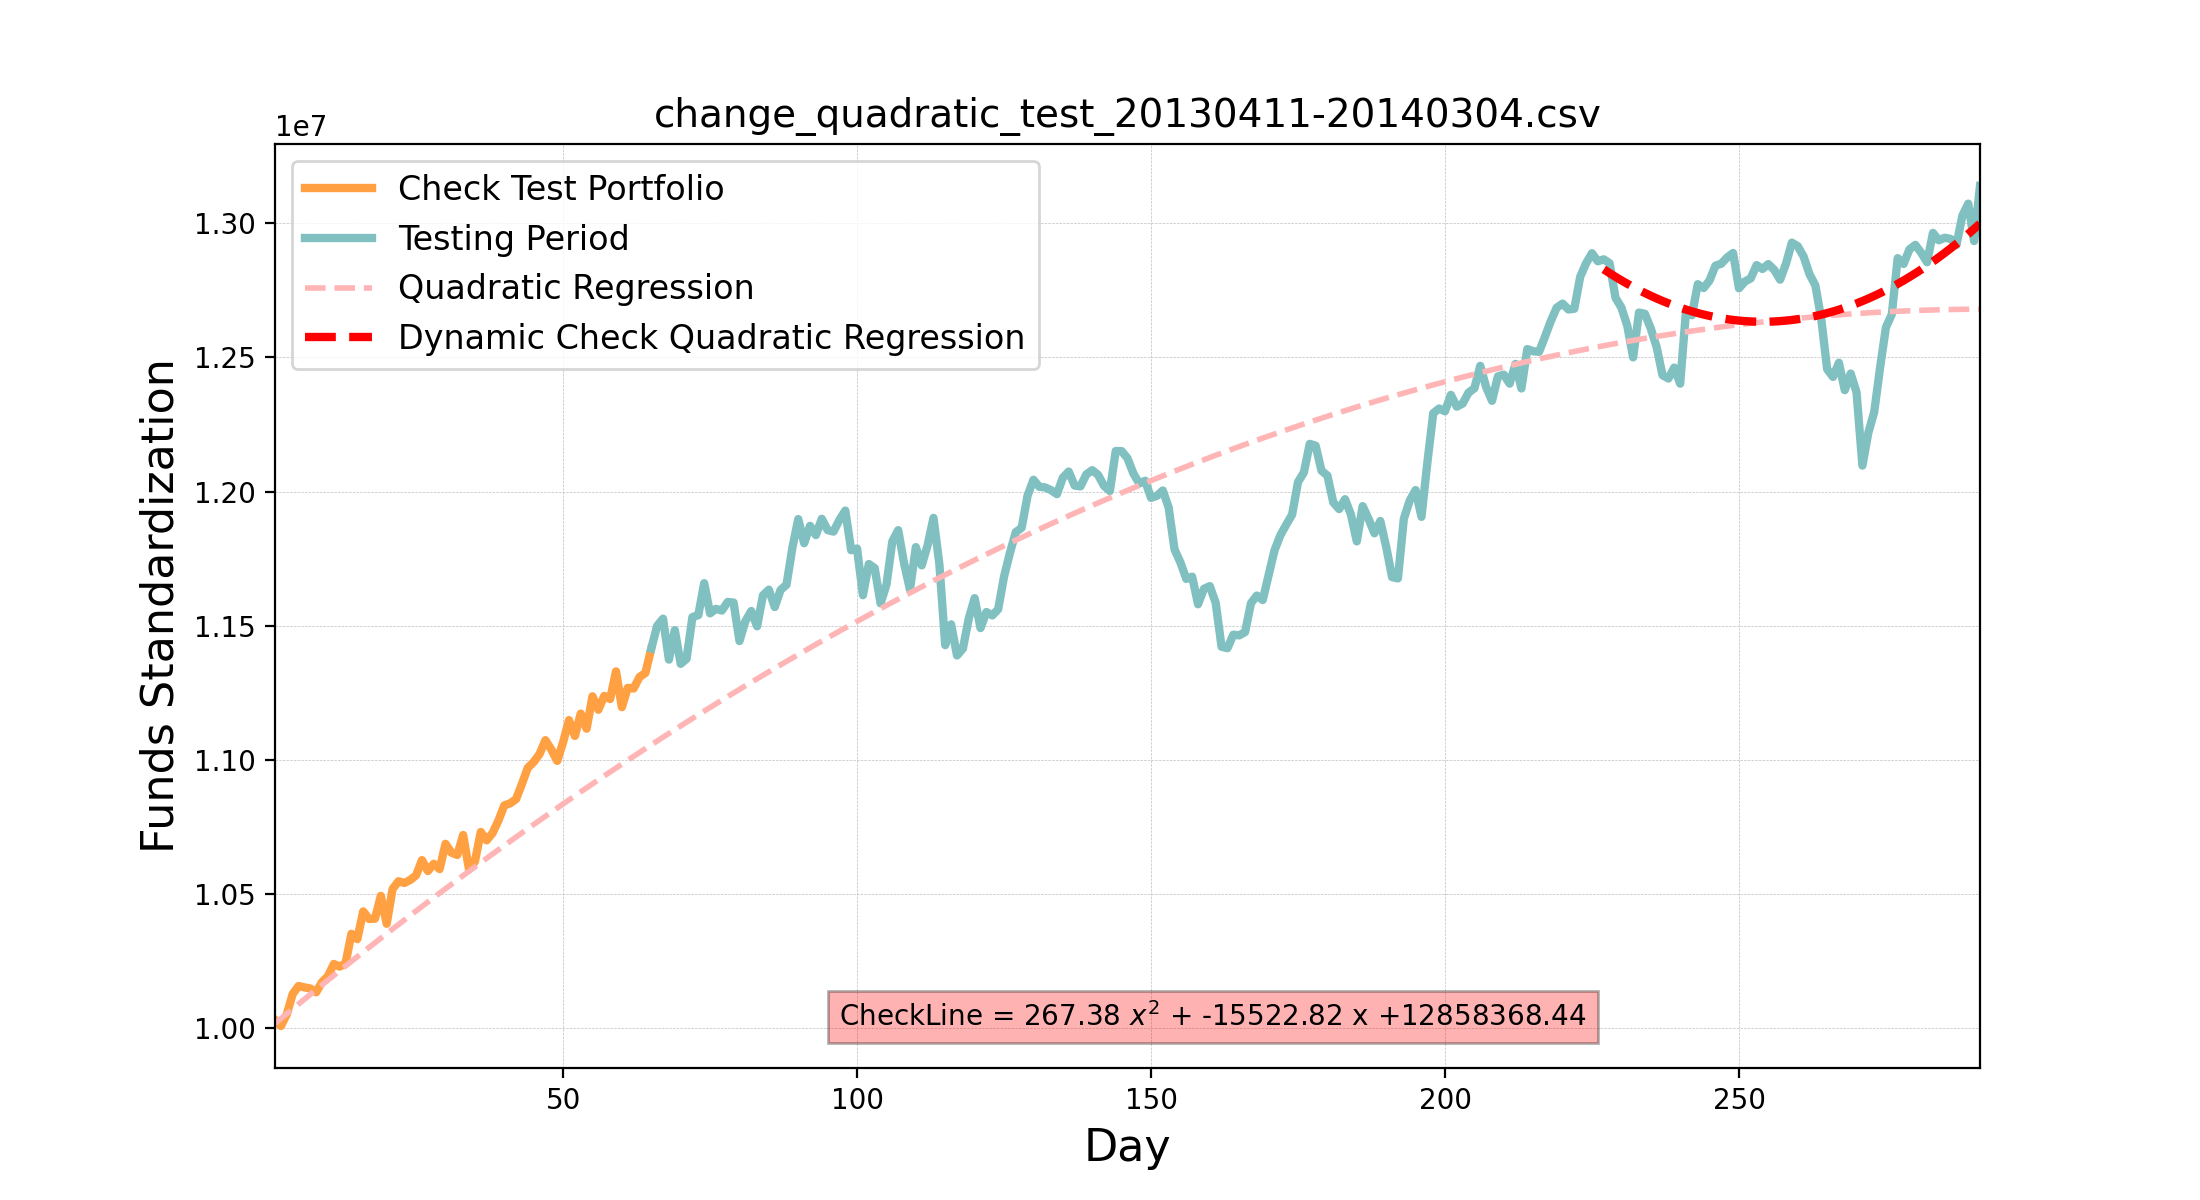 change_quadratic_test_20130411-20140304.csv
1e7
Check Test Portfolio
Testing Period
Quadratic Regression
Dynamic Check Quadratic Regression
1.30
1.25
1.20
1.15
1.10
1.05
1.00
Funds Standardization
CheckLine = 267.38 x² + -15522.82 x +12858368.44
50 100 150 200 250
Day